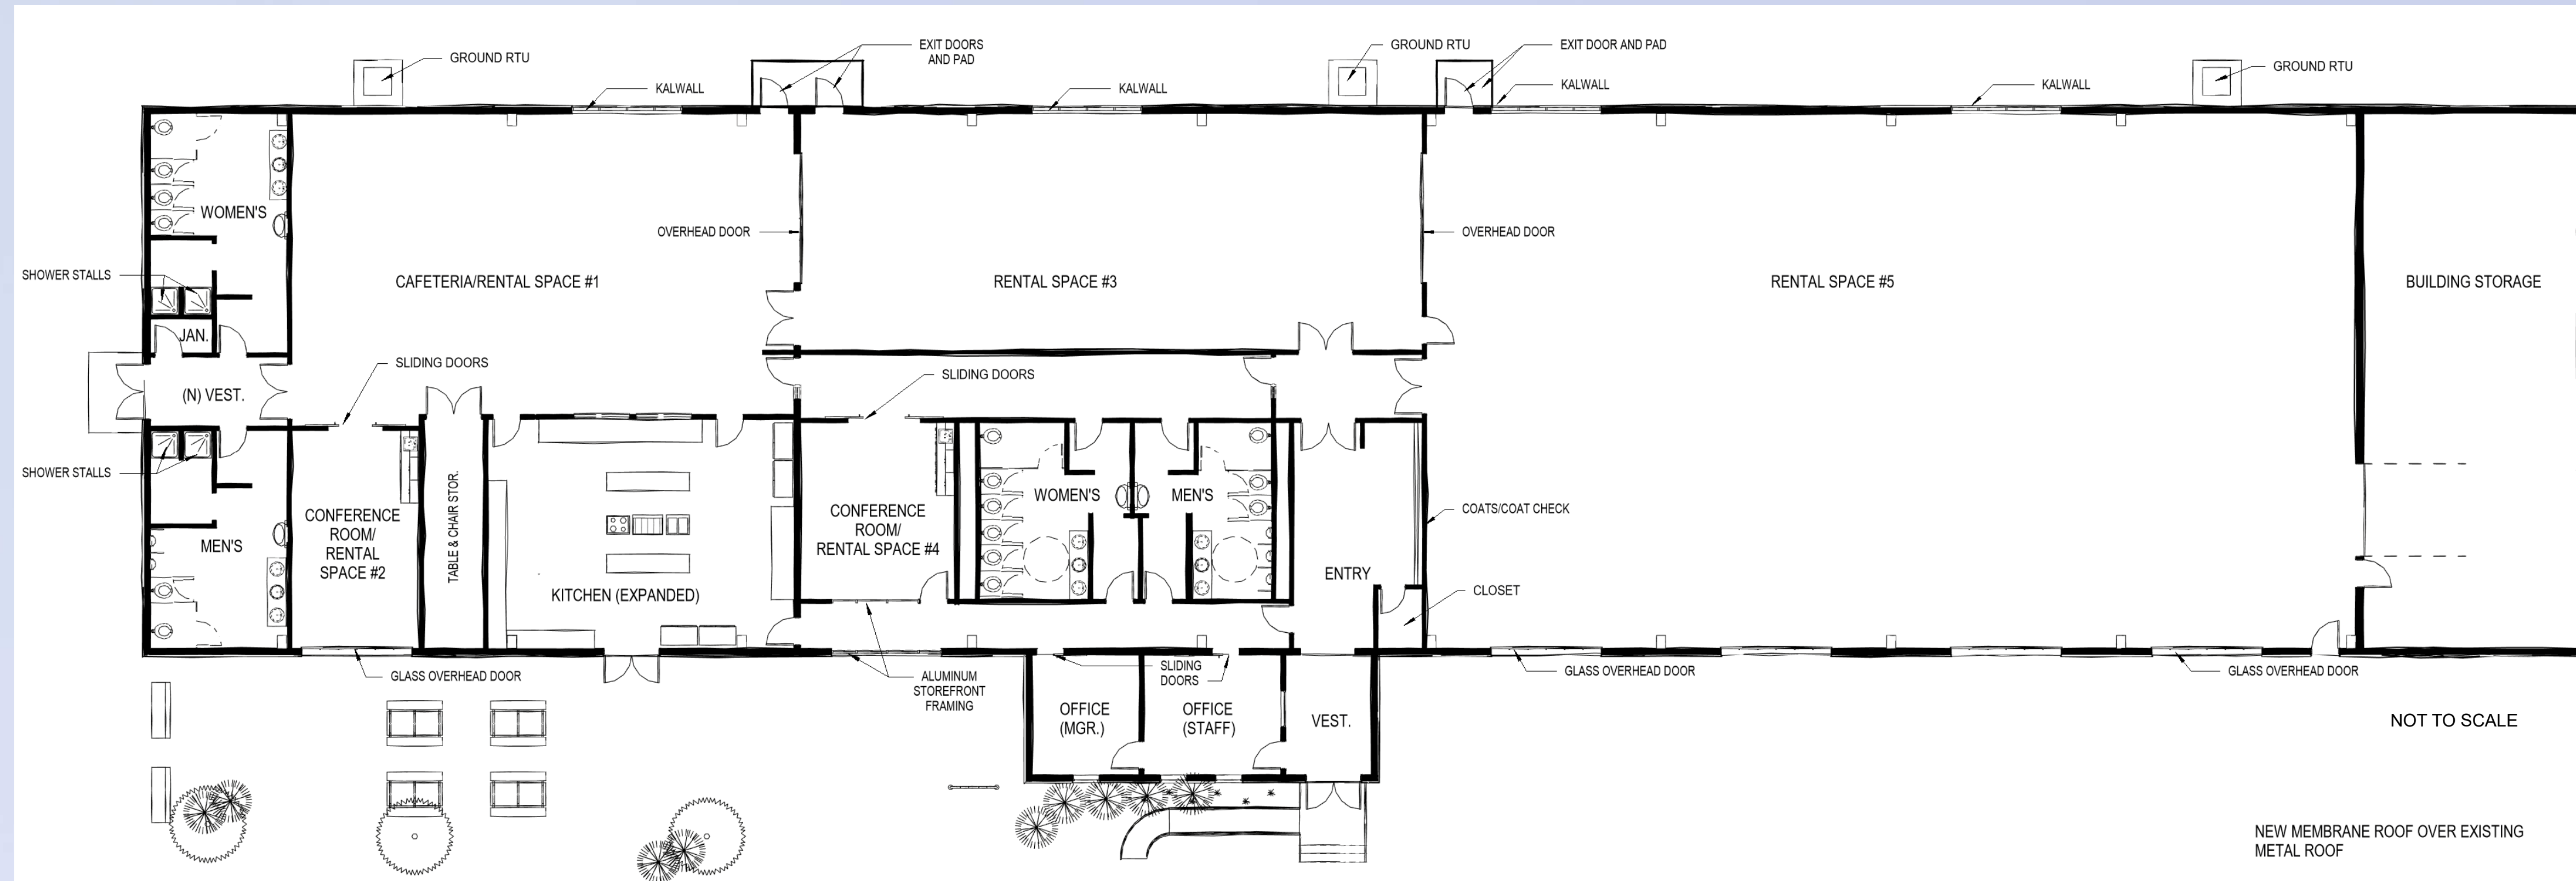 GROUND RTU
EXIT DOORS
AND PAD
GROUND RTU
EXIT DOOR AND PAD
GROUND RTU
KALWALL
KALWALL
KALWALL
KALWALL
WOMEN'S
OVERHEAD DOOR
OVERHEAD DOOR
SHOWER STALLS
CAFETERIA/RENTAL SPACE #1
RENTAL SPACE #3
RENTAL SPACE #5
BUILDING STORAGE
JAN.
SLIDING DOORS
SLIDING DOORS
(N) VEST.
SHOWER STALLS
TABLE & CHAIR STOR.
WOMEN'S
MEN'S
COATS/COAT CHECK
CONFERENCE
ROOM/
RENTAL
SPACE #2
CONFERENCE
ROOM/
RENTAL SPACE #4
MEN'S
KITCHEN (EXPANDED)
ENTRY
CLOSET
GLASS OVERHEAD DOOR
ALUMINUM
STOREFRONT
FRAMING
SLIDING
DOORS
GLASS OVERHEAD DOOR
GLASS OVERHEAD DOOR
OFFICE
(MGR.)
OFFICE
(STAFF)
VEST.
NOT TO SCALE
NEW MEMBRANE ROOF OVER EXISTING
METAL ROOF